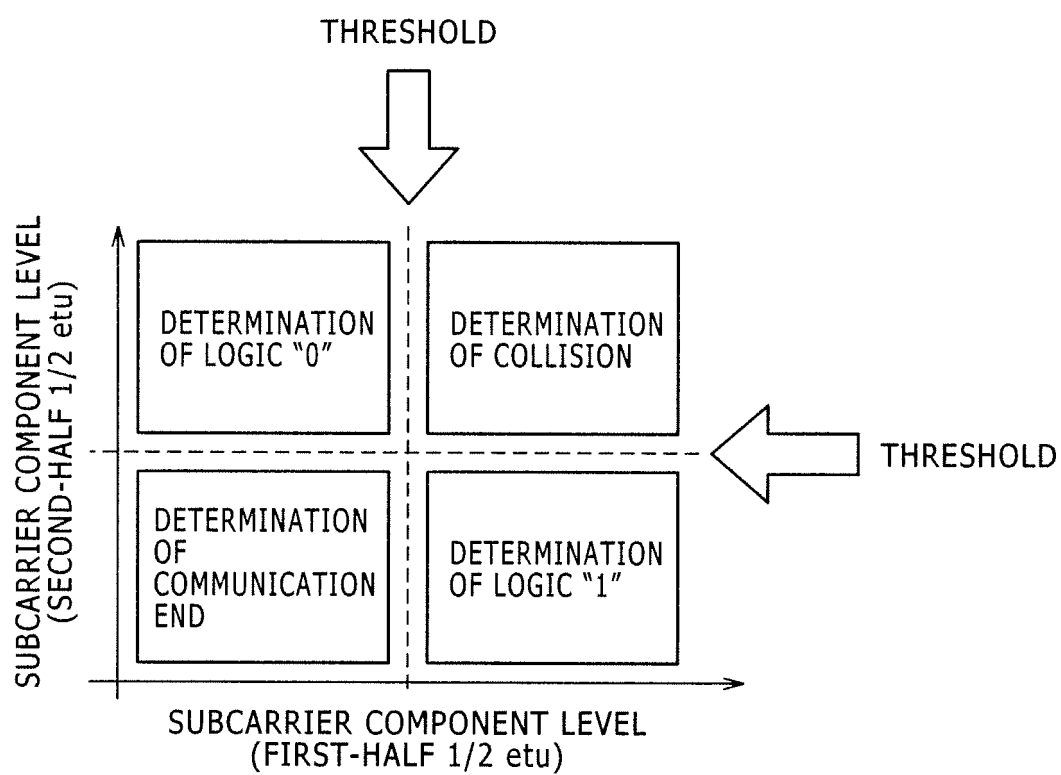 THRESHOLD
SUBCARRIER COMPONENT LEVEL
(SECOND-HALF 1/2 etu)
DETERMINATION
OF LOGIC “0”
DETERMINATION
OF COLLISION
THRESHOLD
DETERMINATION
OF
COMMUNICATION
END
DETERMINATION
OF LOGIC “1”
SUBCARRIER COMPONENT LEVEL
(FIRST-HALF 1/2 etu)